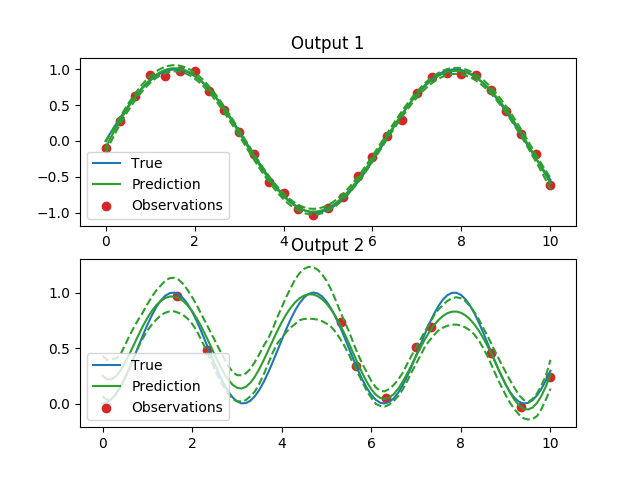 Output 1
1.0
0.5
0.0
−0.5
−1.0
True
Prediction
Observations
0 2 4 6 8 10
Output 2
1.0
0.5
0.0
True
Prediction
Observations
0 2 4 6 8 10